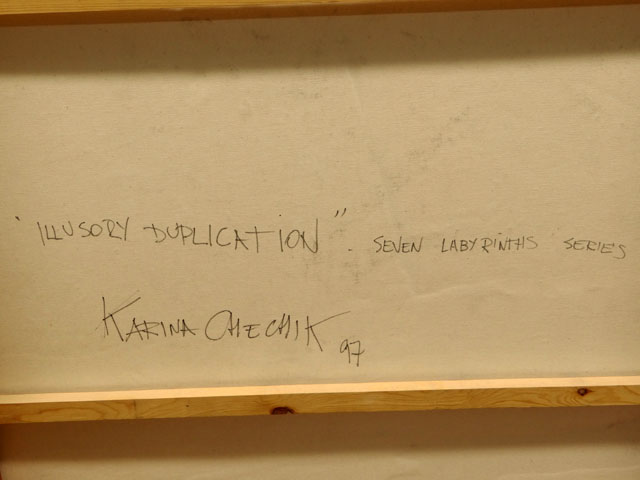 "ILLUSORY DUPLICATION". SEVEN LABYRINTHS SERIES
KARINA CHECHIK 97